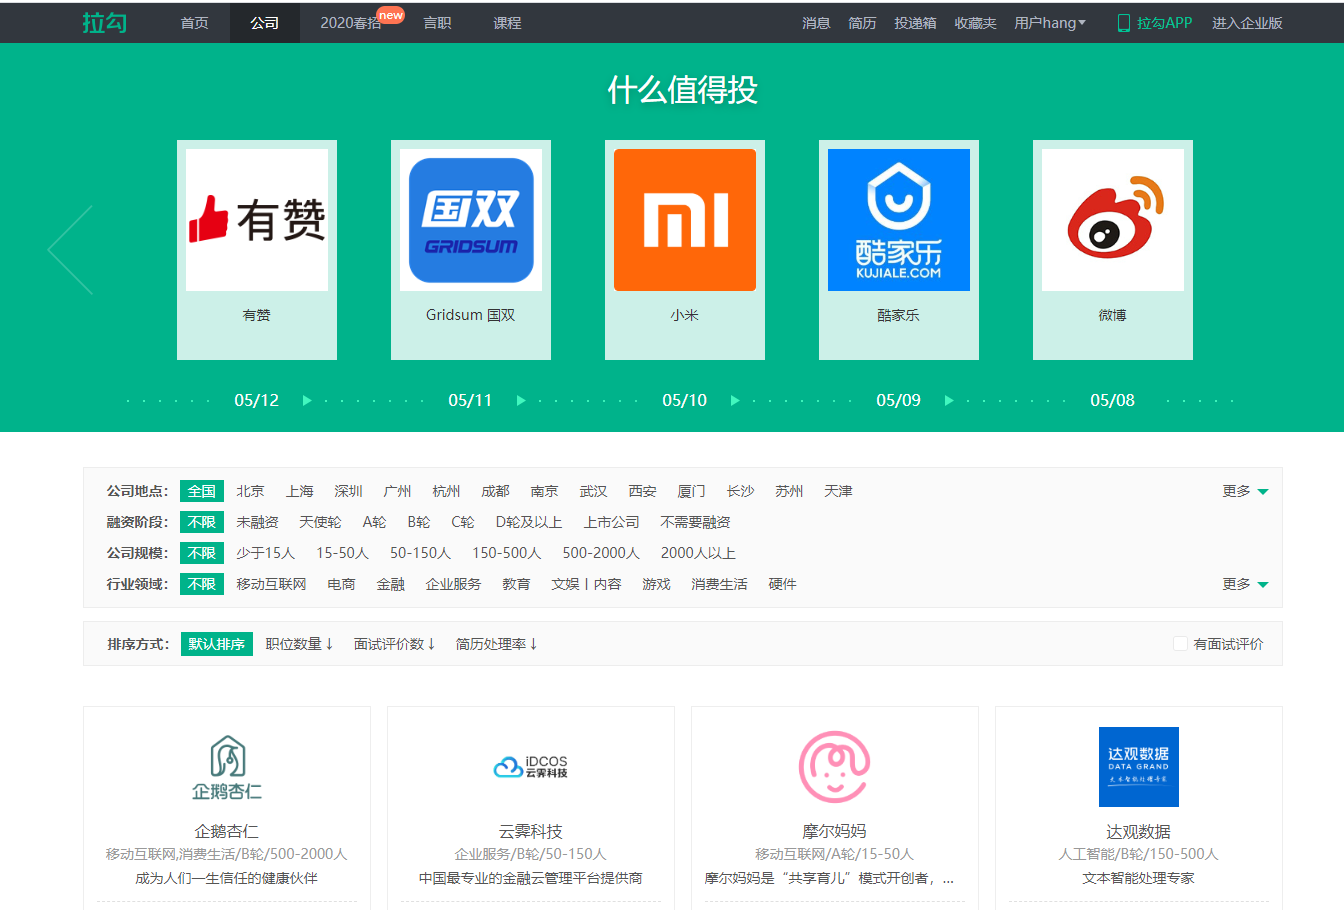 拉勾 首页 公司 2020春招 new 言职 课程 消息 简历 投递箱 收藏夹 用户hang 拉勾APP 进入企业版
什么值得投
有赞 国双 GRIDSUM mi 酷家乐 KUJIALE.COM
有赞 Gridsum 国双 小米 酷家乐 微博
05/12 05/11 05/10 05/09 05/08
公司地点： 全国 北京 上海 深圳 广州 杭州 成都 南京 武汉 西安 厦门 长沙 苏州 天津 更多
融资阶段： 不限 未融资 天使轮 A轮 B轮 C轮 D轮及以上 上市公司 不需要融资
公司规模： 不限 少于15人 15-50人 50-150人 150-500人 500-2000人 2000人以上
行业领域： 不限 移动互联网 电商 金融 企业服务 教育 文娱丨内容 游戏 消费生活 硬件 更多
排序方式： 默认排序 职位数量↓ 面试评价数↓ 简历处理率↓ 有面试评价
企鹅杏仁 iDCOS 云霁科技 达观数据 DATA GRAND 文本智能处理专家
企鹅杏仁 云霁科技 摩尔妈妈 达观数据
移动互联网,消费生活/B轮/500-2000人 企业服务/B轮/50-150人 移动互联网/A轮/15-50人 人工智能/B轮/150-500人
成为人们一生信任的健康伙伴 中国最专业的金融云管理平台提供商 摩尔妈妈是“共享育儿”模式开创者，... 文本智能处理专家